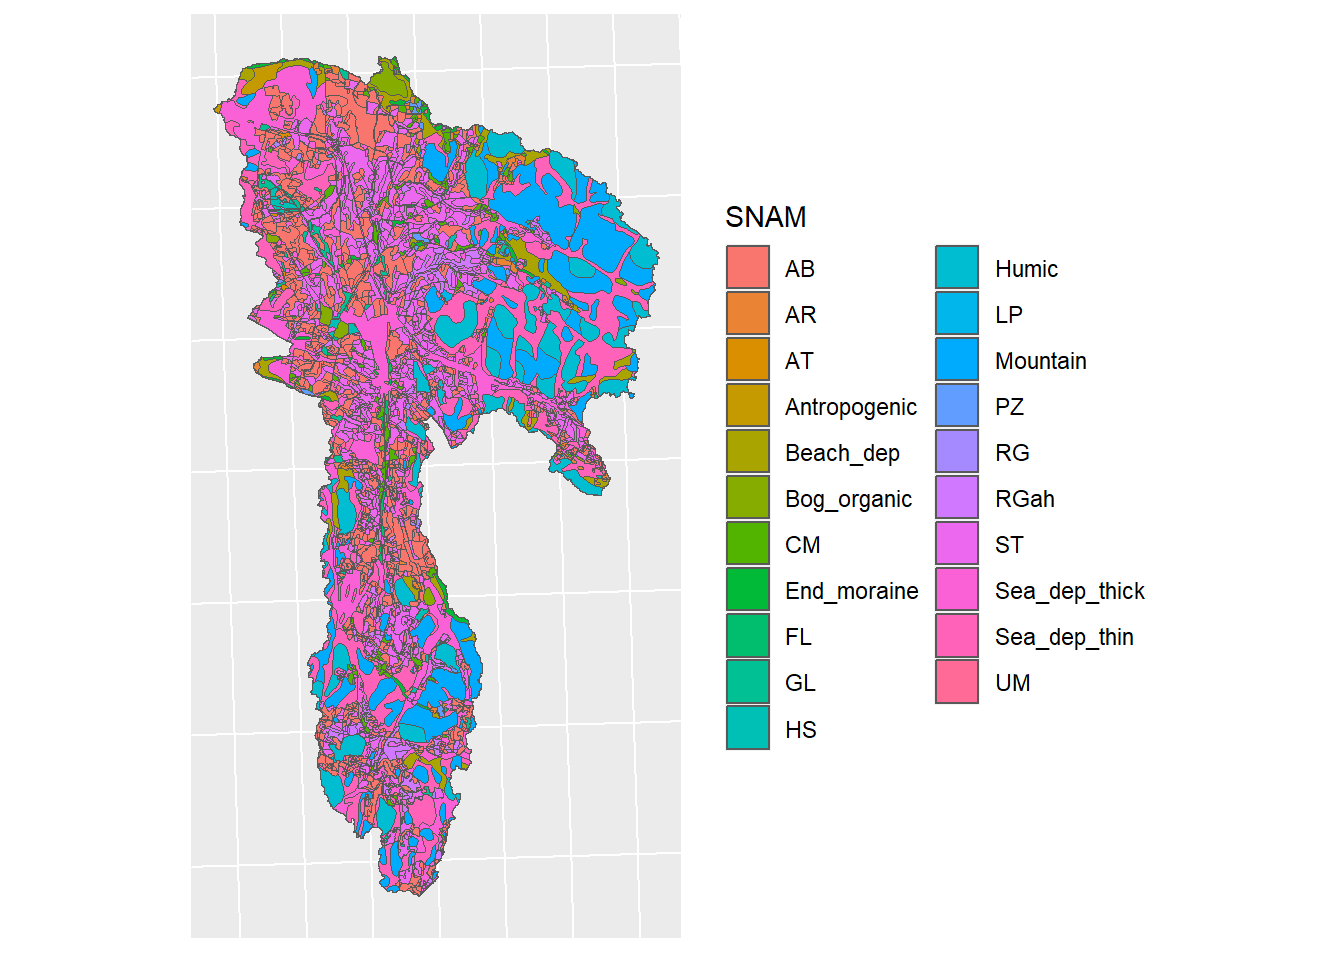 SNAM
AB
AR
AT
Antropogenic
Beach_dep
Bog_organic
CM
End_moraine
FL
GL
HS
Humic
LP
Mountain
PZ
RG
RGah
ST
Sea_dep_thick
Sea_dep_thin
UM